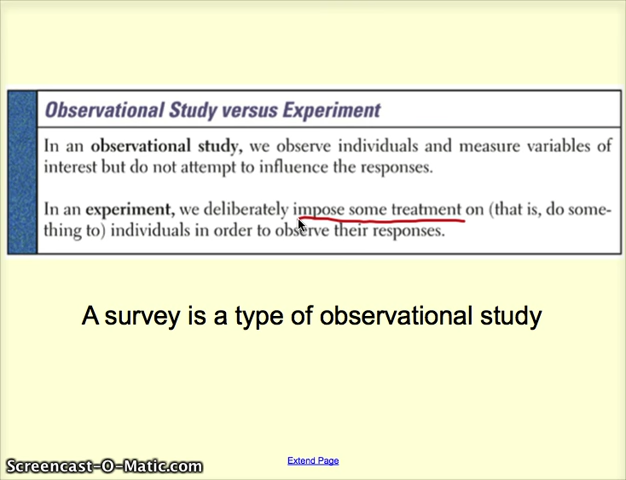 Observational Study versus Experiment
In an observational study, we observe individuals and measure variables of
interest but do not attempt to influence the responses.
In an experiment, we deliberately impose some treatment on (that is, do some-
thing to) individuals in order to observe their responses.
A survey is a type of observational study
Extend Page
Screencast-O-Matic.com